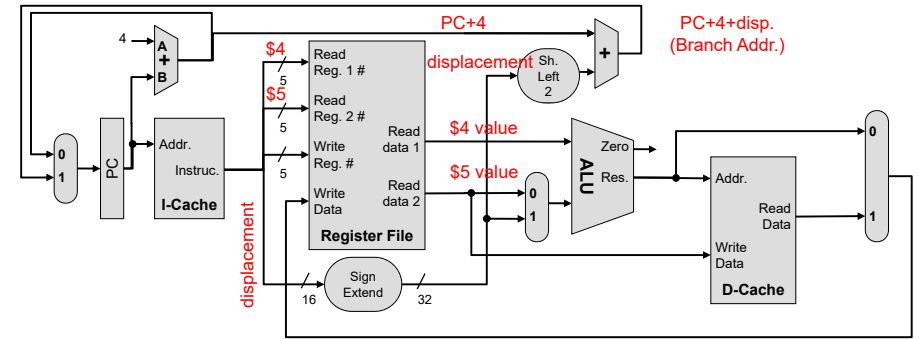 PC+4
PC+4+disp.
(Branch Addr.)
4
A
+
B
$4
5
Read
Reg. 1 #
displacement
Sh.
Left
2
+
$5
5
Read
Reg. 2 #
0
1
PC
Addr.
Instruc.
I-Cache
5
Write
Reg. #
Read
data 1
$4 value
Zero
ALU
Res.
0
1
Write
Data
Read
data 2
$5 value
0
1
Addr.
Read
Data
Write
Data
D-Cache
Register File
displacement
16
Sign
Extend
32